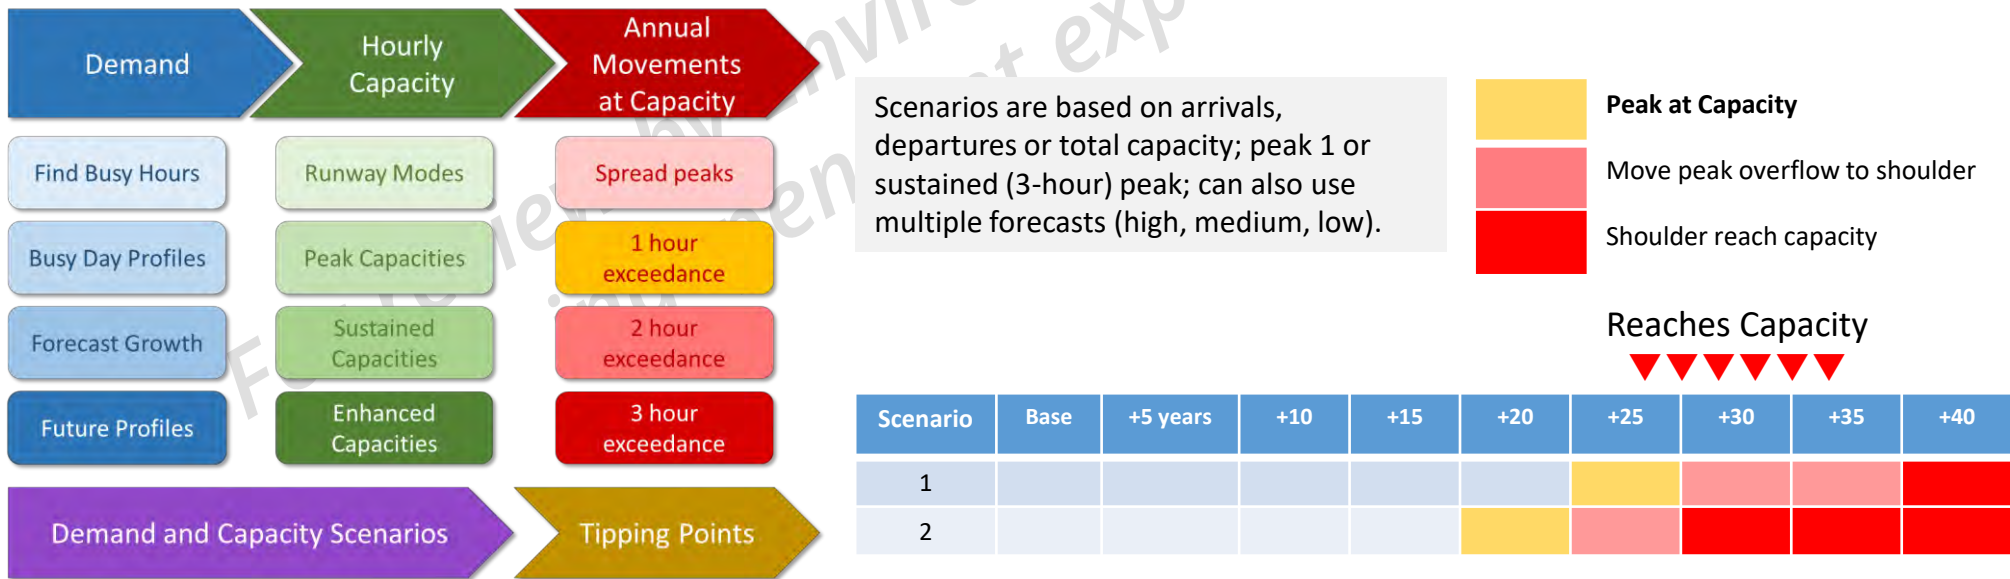 Demand
Hourly
Capacity
Annual
Movements
at Capacity
Find Busy Hours
Runway Modes
Spread peaks
Busy Day Profiles
Peak Capacities
1 hour
exceedance
Forecast Growth
Sustained
Capacities
2 hour
exceedance
Future Profiles
Enhanced
Capacities
3 hour
exceedance
Demand and Capacity Scenarios
Tipping Points
Scenarios are based on arrivals,
departures or total capacity; peak 1 or
sustained (3-hour) peak; can also use
multiple forecasts (high, medium, low).
Peak at Capacity
Move peak overflow to shoulder
Shoulder reach capacity
Reaches Capacity
Scenario Base +5 years +10 +15 +20 +25 +30 +35 +40
1
2